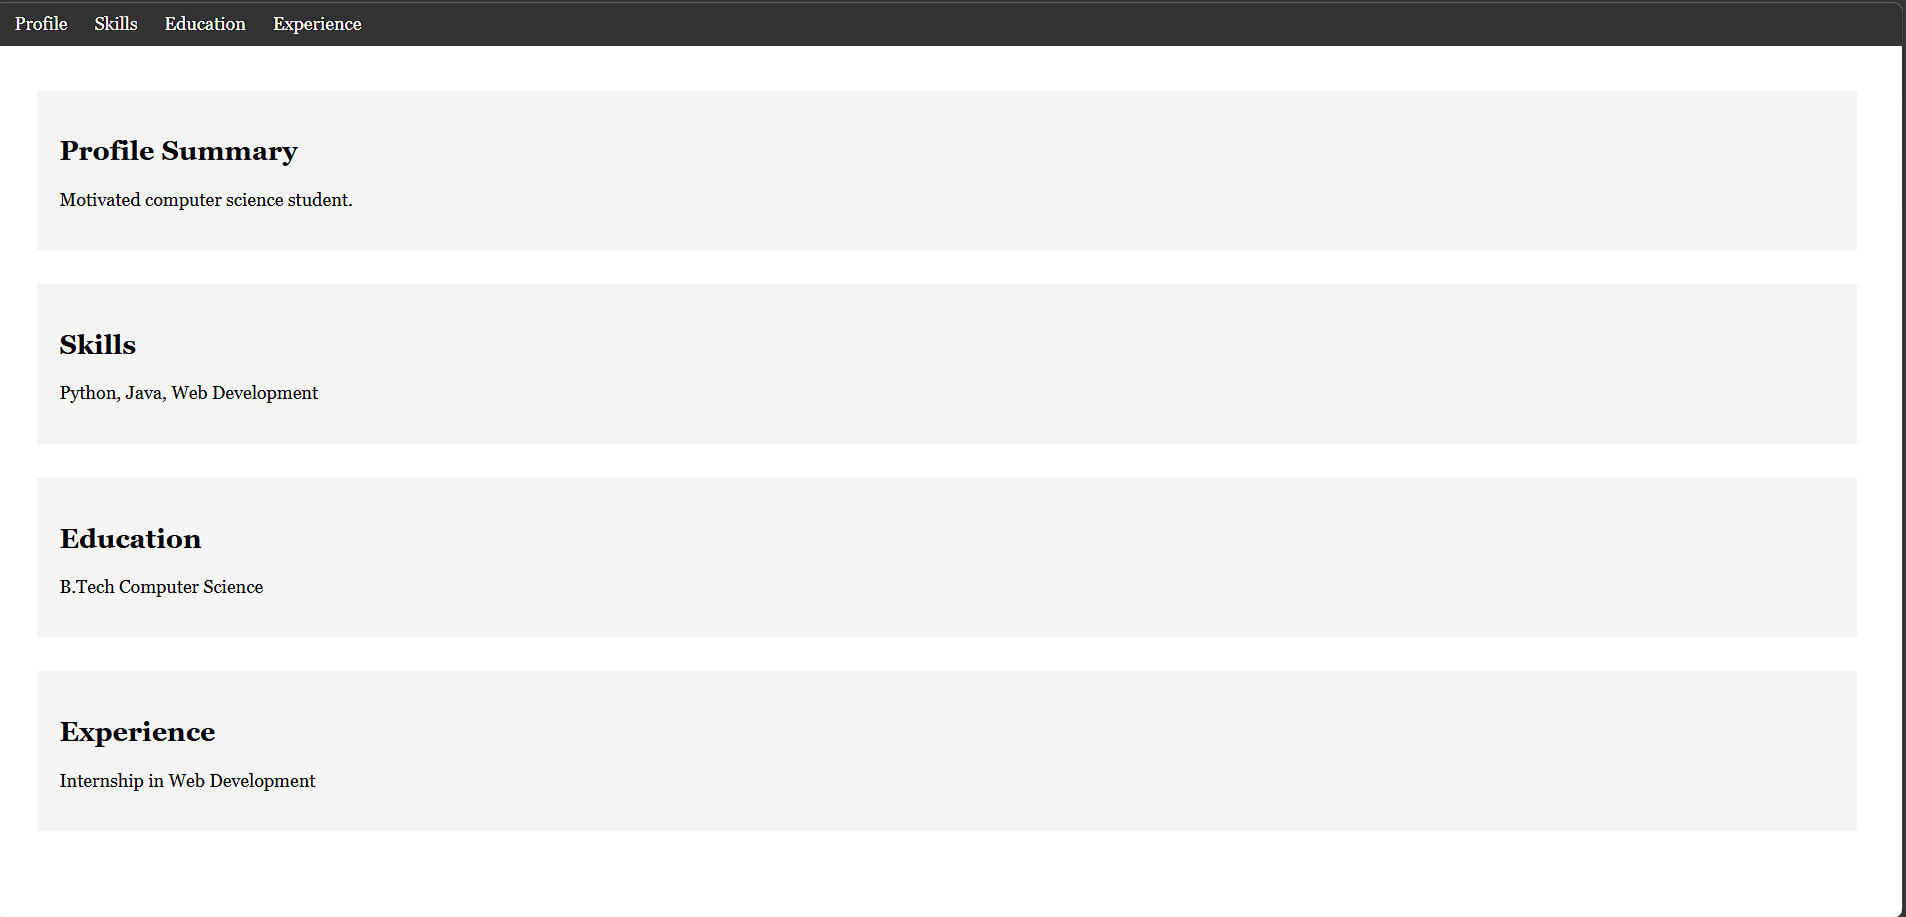 Profile Skills Education Experience
Profile Summary
Motivated computer science student.
Skills
Python, Java, Web Development
Education
B.Tech Computer Science
Experience
Internship in Web Development